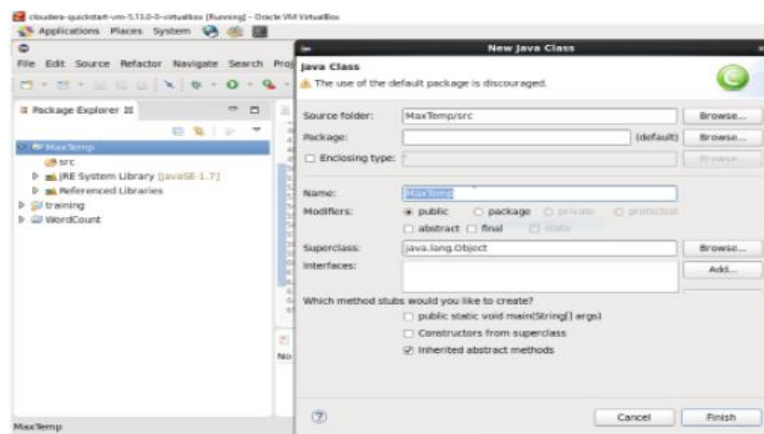 cloudera-quickstart-vm-5.13.0-0-virtualbox [Running] - Oracle VM VirtualBox
Applications Places System
New Java Class
File Edit Source Refactor Navigate Search Proj
Java Class
The use of the default package is discouraged.
Package Explorer
Source folder: MaxTemp/src Browse...
Package: (default) Browse...
Enclosing type: Browse...
MaxTemp
src
JRE System Library [JavaSE-1.7]
Referenced Libraries
training
WordCount
Name: MaxTemp
Modifiers: public package private protected
abstract final static
Superclass: java.lang.Object Browse...
Interfaces: Add...
Which method stubs would you like to create?
public static void main(String[] args)
Constructors from superclass
Inherited abstract methods
No
Cancel Finish
MaxTemp